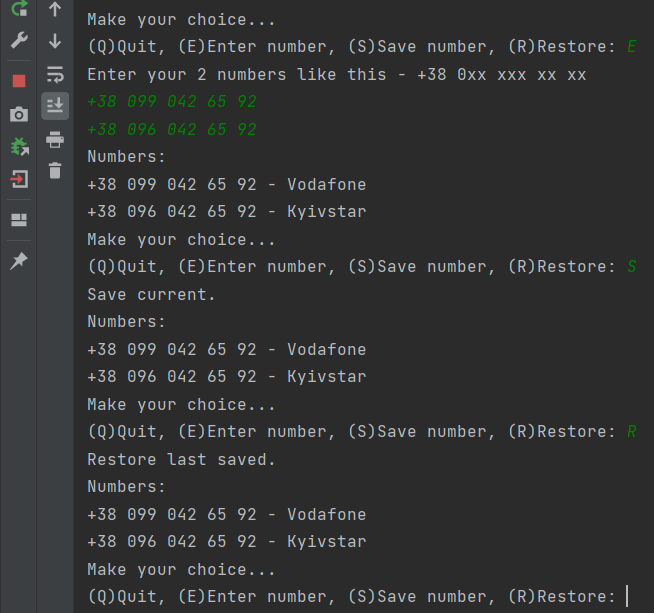 Make your choice...
(Q)Quit, (E)Enter number, (S)Save number, (R)Restore: E
Enter your 2 numbers like this - +38 0xx xxx xx xx
+38 099 042 65 92
+38 096 042 65 92
Numbers:
+38 099 042 65 92 - Vodafone
+38 096 042 65 92 - Kyivstar
Make your choice...
(Q)Quit, (E)Enter number, (S)Save number, (R)Restore: S
Save current.
Numbers:
+38 099 042 65 92 - Vodafone
+38 096 042 65 92 - Kyivstar
Make your choice...
(Q)Quit, (E)Enter number, (S)Save number, (R)Restore: R
Restore last saved.
Numbers:
+38 099 042 65 92 - Vodafone
+38 096 042 65 92 - Kyivstar
Make your choice...
(Q)Quit, (E)Enter number, (S)Save number, (R)Restore: